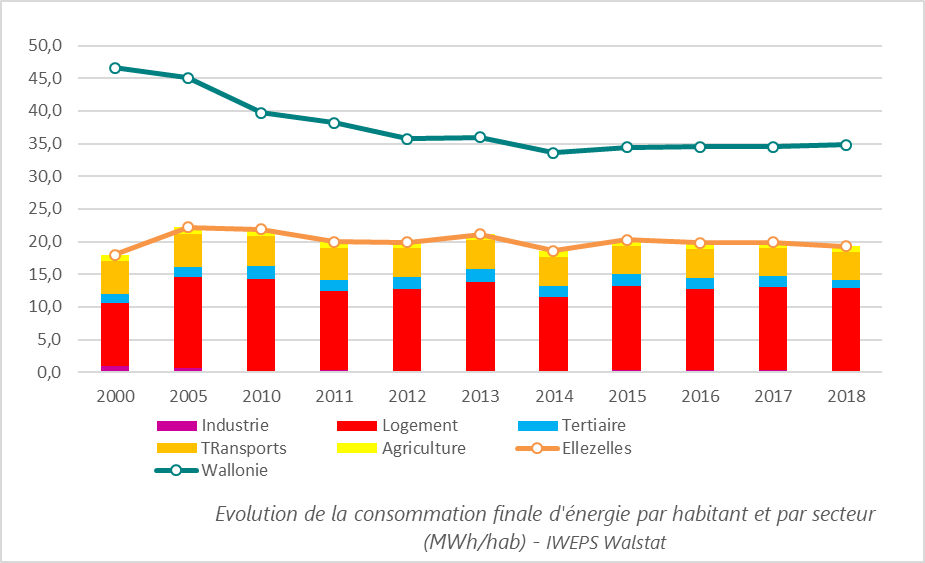 50,0
45,0
40,0
35,0
30,0
25,0
20,0
15,0
10,0
5,0
0,0
2000 2005 2010 2011 2012 2013 2014 2015 2016 2017 2018
Industrie Logement Tertiaire
TRansports Agriculture Ellezelles
Wallonie
Evolution de la consommation finale d'énergie par habitant et par secteur
(MWh/hab) - IWEPS Walstat